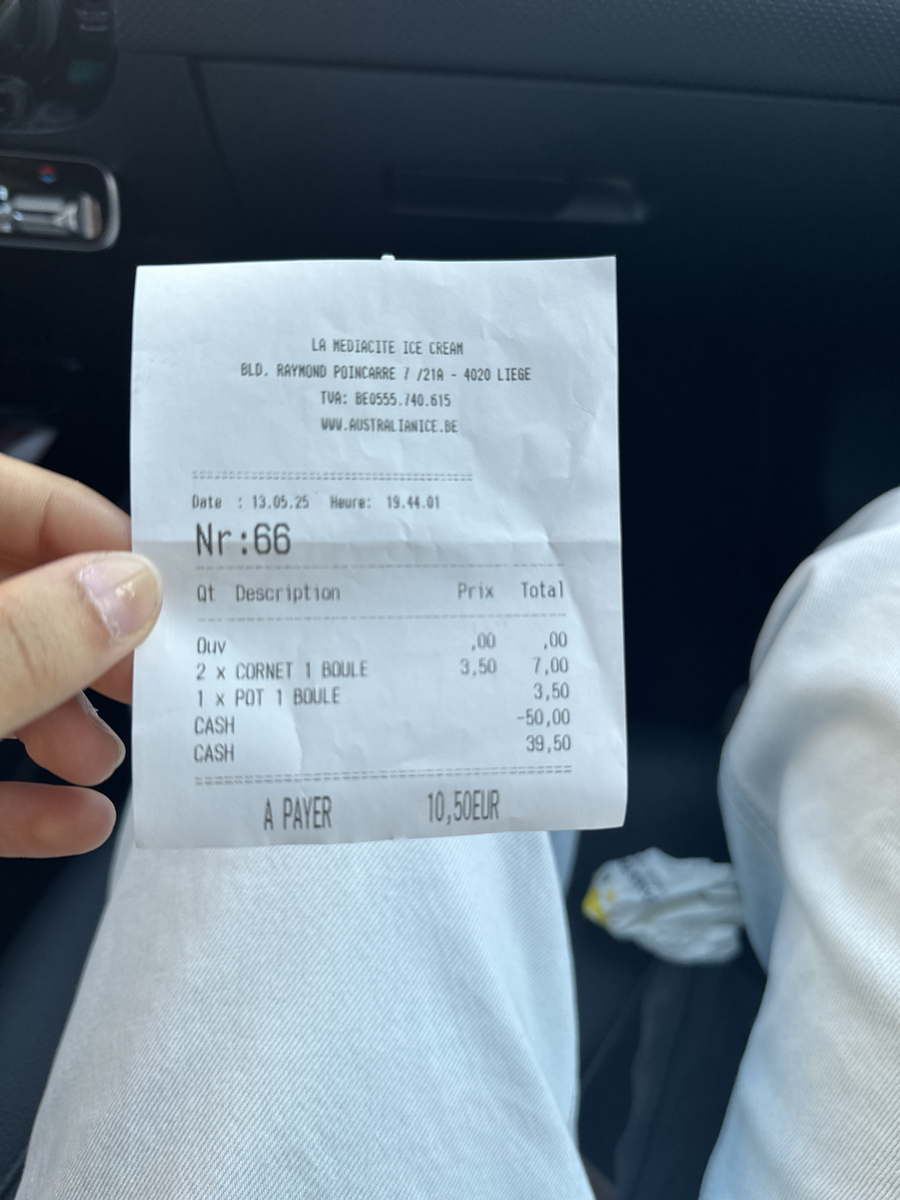 LA MEDIACITE ICE CREAM
BLD. RAYMOND POINCARRE 7 /21A - 4020 LIEGE
TVA: BE0555.740.615
WWW.AUSTRALIANICE.BE
Date : 13.05.25 Heure: 19.44.01
Nr:66
Qt Description Prix Total
Ouv ,00 ,00
2 x CORNET 1 BOULE 3,50 7,00
1 x POT 1 BOULE 3,50
CASH -50,00
CASH 39,50
A PAYER 10,50EUR